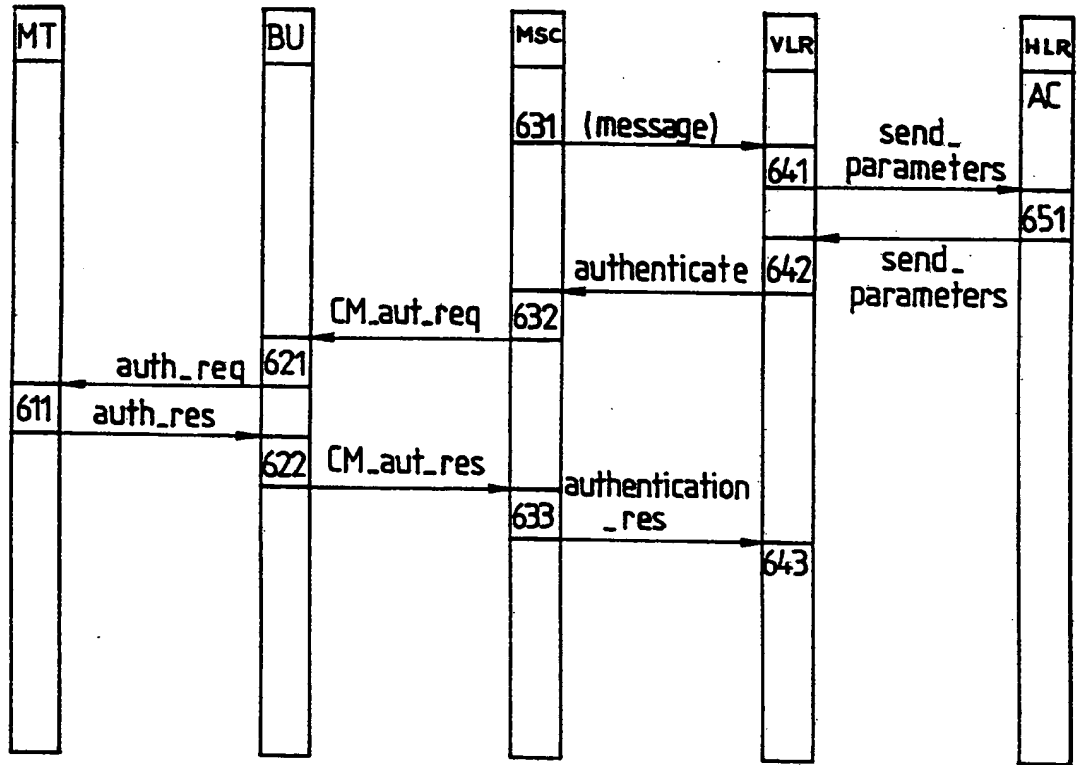 MT
BU
MSC
VLR
HLR
AC
631
(message)
send_
parameters
641
651
send_
parameters
authenticate
642
CM_aut_req
632
auth_req
621
611
auth_res
622
CM_aut_res
authentication
_res
633
643